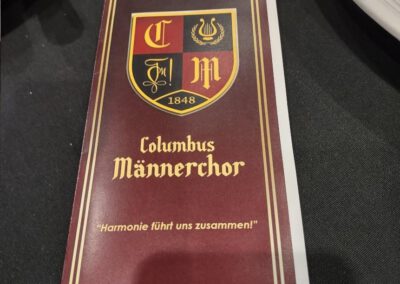 C
M
1848
Columbus
Männerchor
"Harmonie führt uns zusammen!"